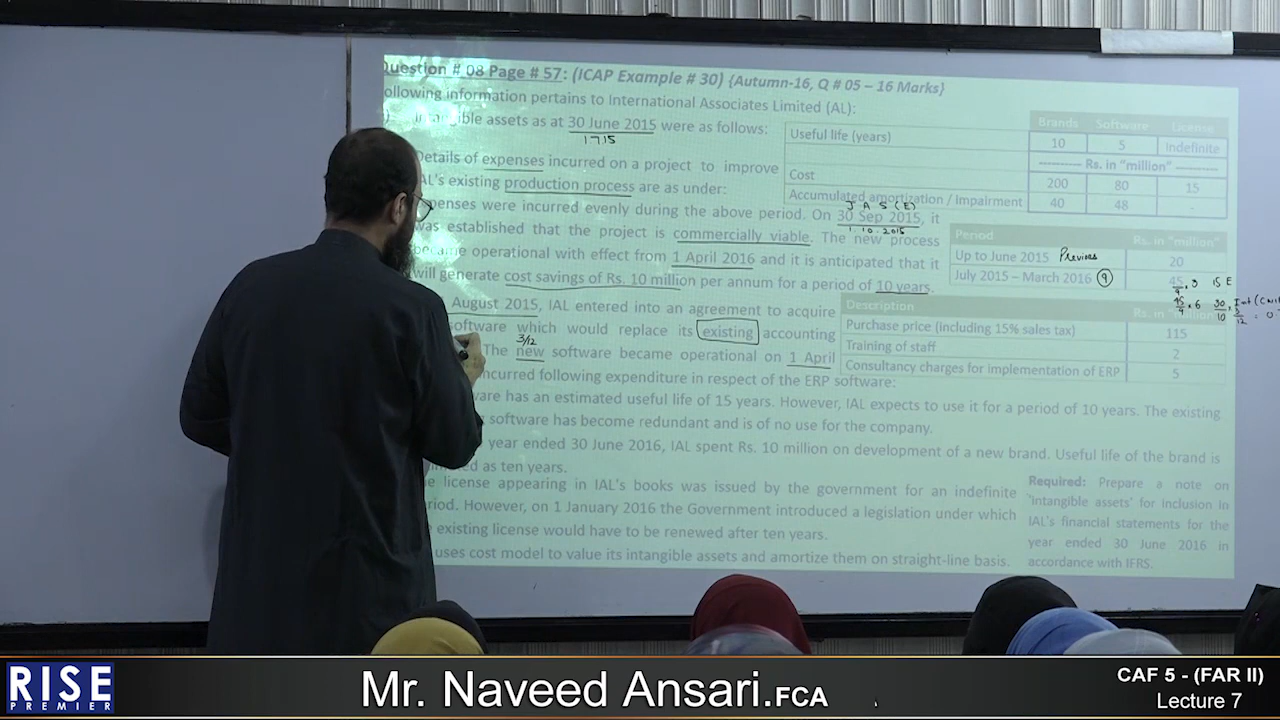 Question # 08 Page # 57: (ICAP Example # 30) {Autumn-16, Q # 05 – 16 Marks}
ollowing information pertains to International Associates Limited (AL):
gible assets as at 30 June 2015 were as follows:
1715
Useful life (years)
Cost
Accumulated amortization / Impairment
Brands Software License
10 5 Indefinite
Rs. in "million"
200 80 15
40 48 -
Details of expenses incurred on a project to improve
AL's existing production process are as under:
J A S (E)
penses were incurred evenly during the above period. On 30 Sep 2015, it
1.10.2015
was established that the project is commercially viable. The new process
became operational with effect from 1 April 2016 and it is anticipated that it
will generate cost savings of Rs. 10 million per annum for a period of 10 years.
Period Rs. in "million"
Up to June 2015 Previous 20
July 2015 – March 2016 (9) 45
August 2015, IAL entered into an agreement to acquire
software which would replace its existing accounting
3/12
The new software became operational on 1 April
incurred following expenditure in respect of the ERP software:
Description Rs. in "million"
Purchase price (including 15% sales tax) 115
Training of staff 2
Consultancy charges for implementation of ERP 5
ware has an estimated useful life of 15 years. However, IAL expects to use it for a period of 10 years. The existing
software has become redundant and is of no use for the company.
year ended 30 June 2016, IAL spent Rs. 10 million on development of a new brand. Useful life of the brand is
as ten years.
license appearing in IAL's books was issued by the government for an indefinite
riod. However, on 1 January 2016 the Government introduced a legislation under which
existing license would have to be renewed after ten years.
uses cost model to value its intangible assets and amortize them on straight-line basis.
Required: Prepare a note on
'Intangible assets' for inclusion in
IAL's financial statements for the
year ended 30 June 2016 in
accordance with IFRS.
RISE
PREMIER
Mr. Naveed Ansari.FCA
CAF 5 - (FAR II)
Lecture 7